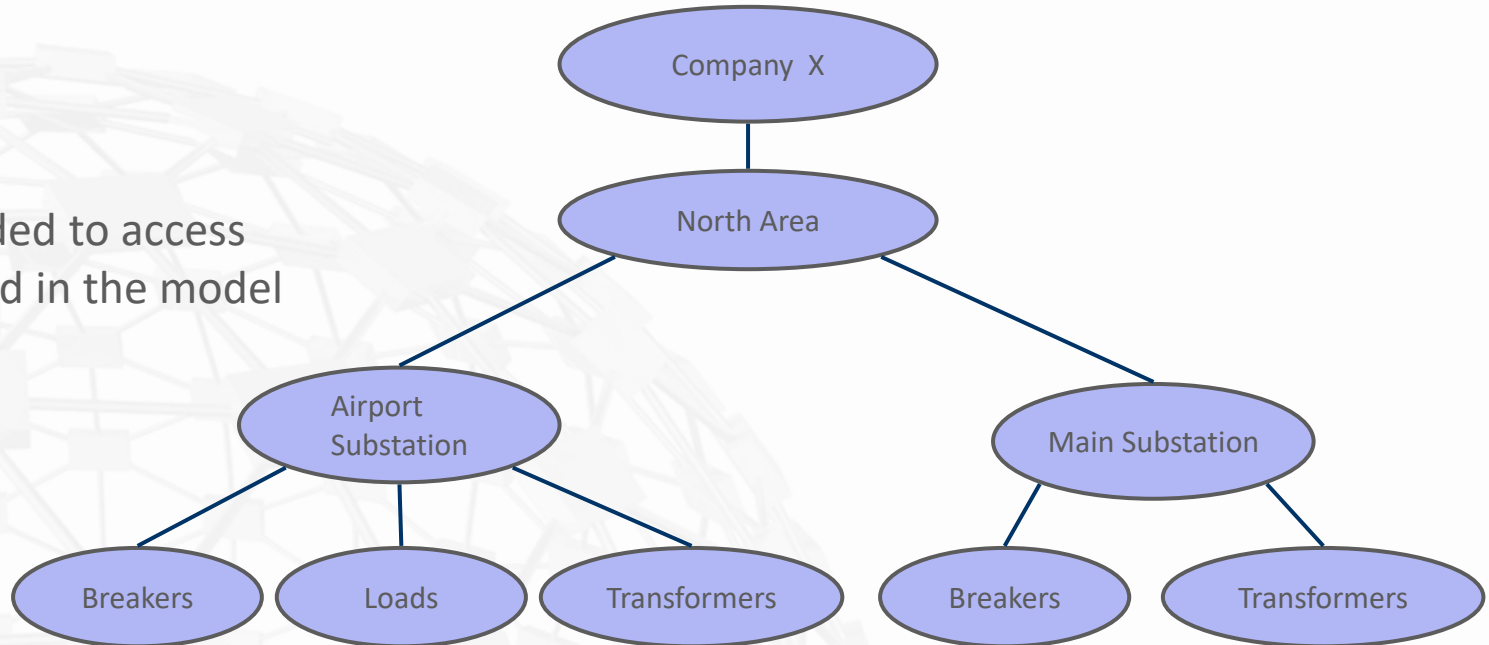 Company X
North Area
ded to access
d in the model
Airport
Substation
Main Substation
Breakers
Loads
Transformers
Breakers
Transformers